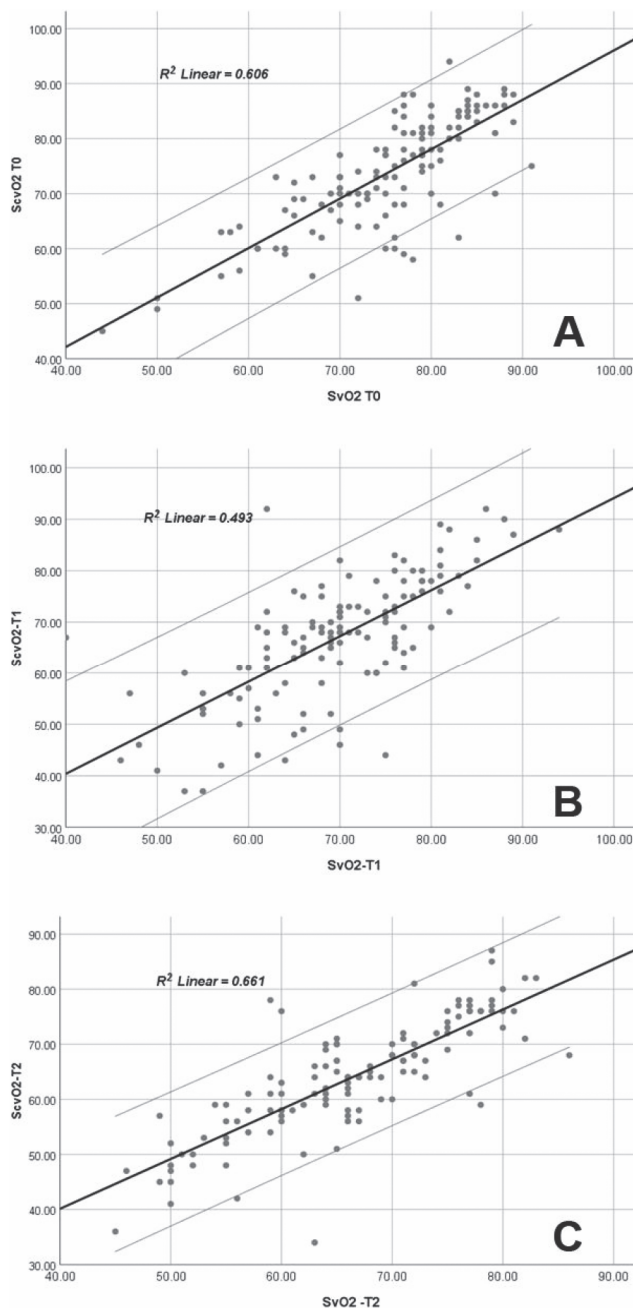 100.00
R² Linear = 0.606
90.00
80.00
ScvO2 T0
70.00
60.00
50.00
A
40.00
40.00 50.00 60.00 70.00 80.00 90.00 100.00
SvO2 T0
100.00
R² Linear = 0.493
90.00
80.00
ScvO2-T1
70.00
60.00
50.00
40.00
B
30.00
40.00 50.00 60.00 70.00 80.00 90.00 100.00
SvO2-T1
90.00
R² Linear = 0.661
80.00
70.00
ScvO2-T2
60.00
50.00
40.00
C
30.00
40.00 50.00 60.00 70.00 80.00 90.00
SvO2 -T2